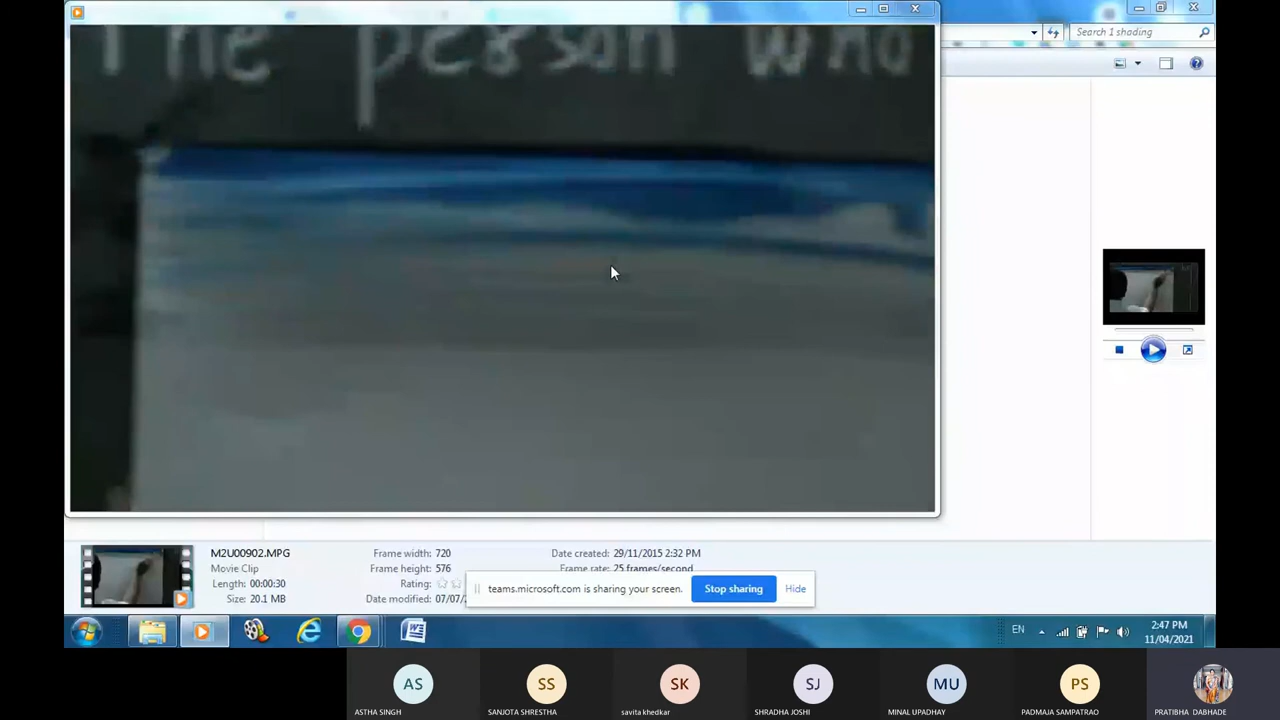 The person who
Search 1 shading
M2U00902.MPG
Movie Clip
Length: 00:00:30
Size: 20.1 MB
Frame width: 720
Frame height: 576
Rating:
Date modified: 07/07/
Date created: 29/11/2015 2:32 PM
Frame rate: 25 frames/second
teams.microsoft.com is sharing your screen.
Stop sharing
Hide
EN
2:47 PM
11/04/2021
AS
SS
SK
SJ
MU
PS
ASTHA SINGH
SANJOTA SHRESTHA
savita khedkar
SHRADHA JOSHI
MINAL UPADHAY
PADMAJA SAMPATRAO
PRATIBHA DABHADE